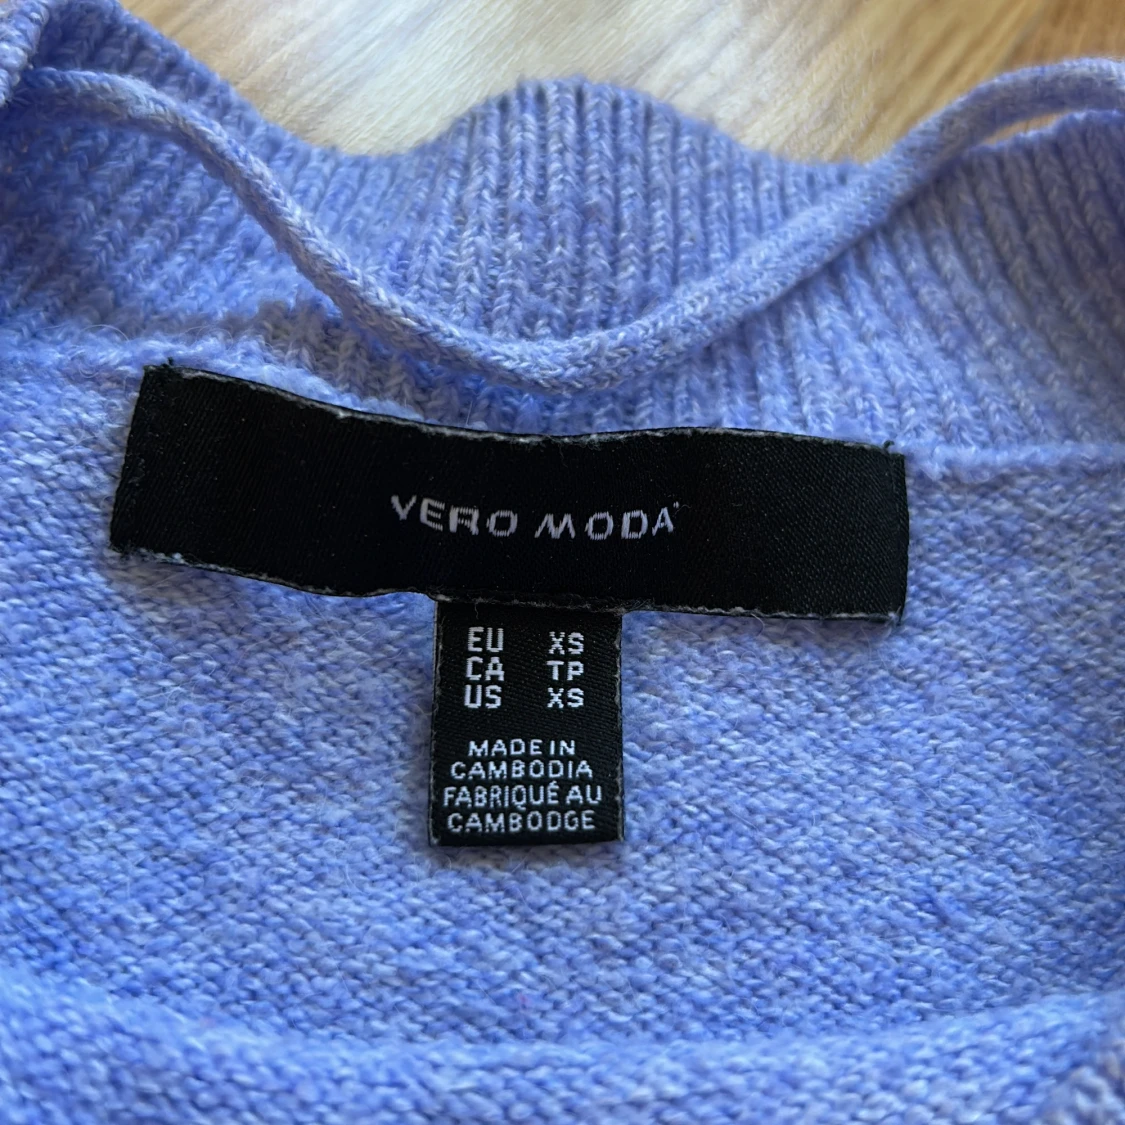 VERO MODA
EU XS
CA TP
US XS
MADE IN
CAMBODIA
FABRIQUÉ AU
CAMBODGE